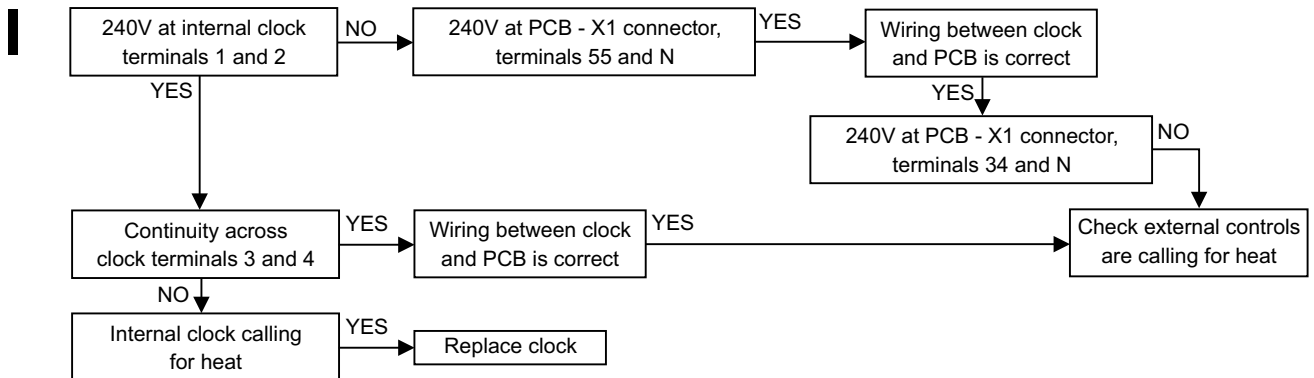 I
240V at internal clock
terminals 1 and 2
NO
240V at PCB - X1 connector,
terminals 55 and N
YES
Wiring between clock
and PCB is correct
YES
YES
240V at PCB - X1 connector,
terminals 34 and N
NO
Continuity across
clock terminals 3 and 4
YES
Wiring between clock
and PCB is correct
YES
Check external controls
are calling for heat
NO
Internal clock calling
for heat
YES
Replace clock